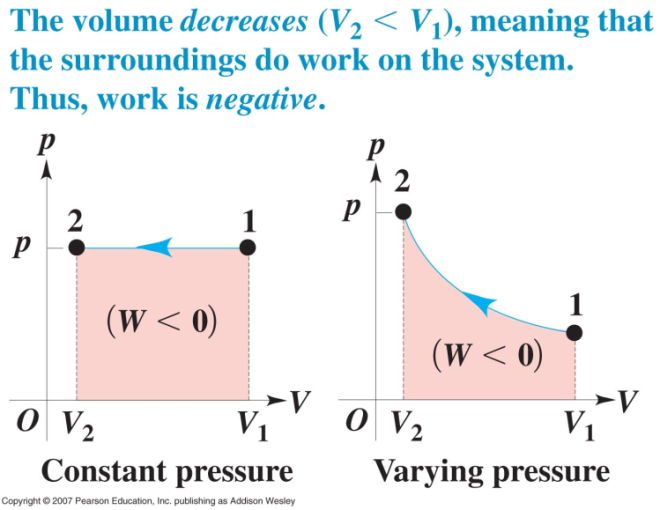 The volume decreases (V₂ < V₁), meaning that
the surroundings do work on the system.
Thus, work is negative.
p
2
1
p
(W < 0)
O
V₂
V₁
V
Constant pressure
p
2
p
1
(W < 0)
O
V₂
V₁
V
Varying pressure
Copyright © 2007 Pearson Education, Inc. publishing as Addison Wesley